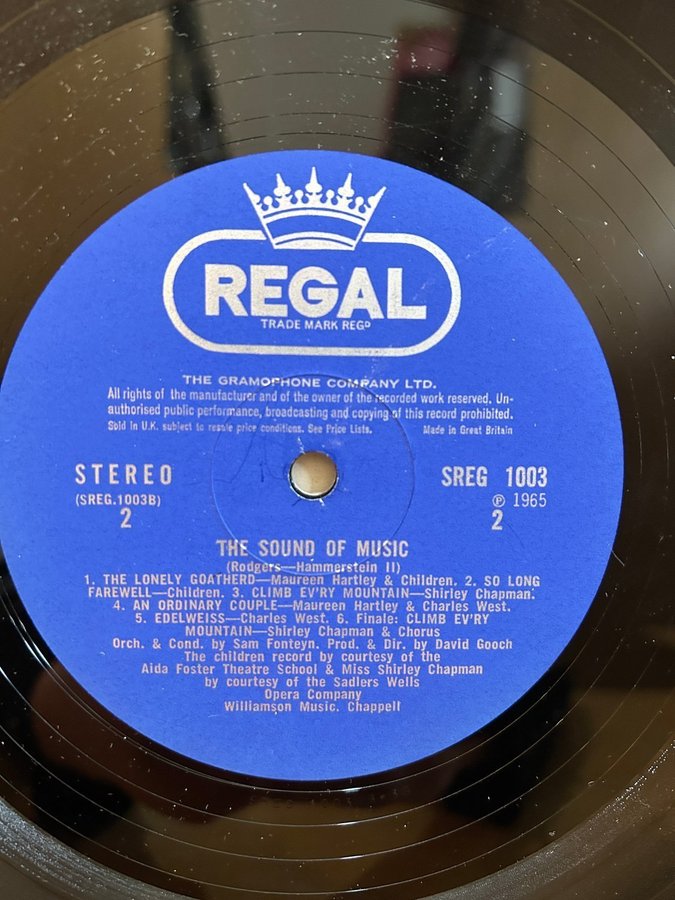 REGAL
TRADE MARK REGD
THE GRAMOPHONE COMPANY LTD.
All rights of the manufacturer and of the owner of the recorded work reserved. Un-
authorised public performance, broadcasting and copying of this record prohibited.
Sold in U.K. subject to resale price conditions. See Price Lists. Made in Great Britain
STEREO SREG 1003
(SREG.1003B) ℗ 1965
2 2
THE SOUND OF MUSIC
(Rodgers—Hammerstein II)
1. THE LONELY GOATHERD—Maureen Hartley & Children. 2. SO LONG
FAREWELL—Children. 3. CLIMB EV'RY MOUNTAIN—Shirley Chapman.
4. AN ORDINARY COUPLE—Maureen Hartley & Charles West.
5. EDELWEISS—Charles West. 6. Finale: CLIMB EV'RY
MOUNTAIN—Shirley Chapman & Chorus
Orch. & Cond. by Sam Fonteyn. Prod. & Dir. by David Gooch
The children record by courtesy of the
Aida Foster Theatre School & Miss Shirley Chapman
by courtesy of the Sadlers Wells
Opera Company
Williamson Music. Chappell